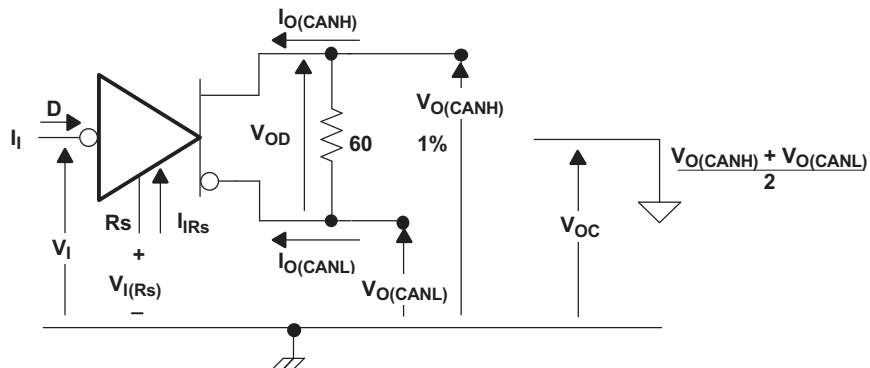 I_O(CANH)
D
I_I
V_OD
60
V_O(CANH)
1%
V_O(CANH) + V_O(CANL)
2
Rs
I_IRs
V_OC
V_I
+
I_O(CANL)
V_I(Rs)
V_O(CANL)
–